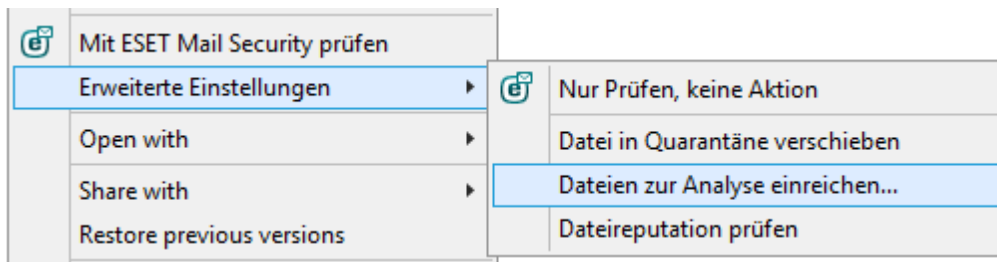 Mit ESET Mail Security prüfen
Erweiterte Einstellungen
Open with
Share with
Restore previous versions
Nur Prüfen, keine Aktion
Datei in Quarantäne verschieben
Dateien zur Analyse einreichen...
Dateireputation prüfen